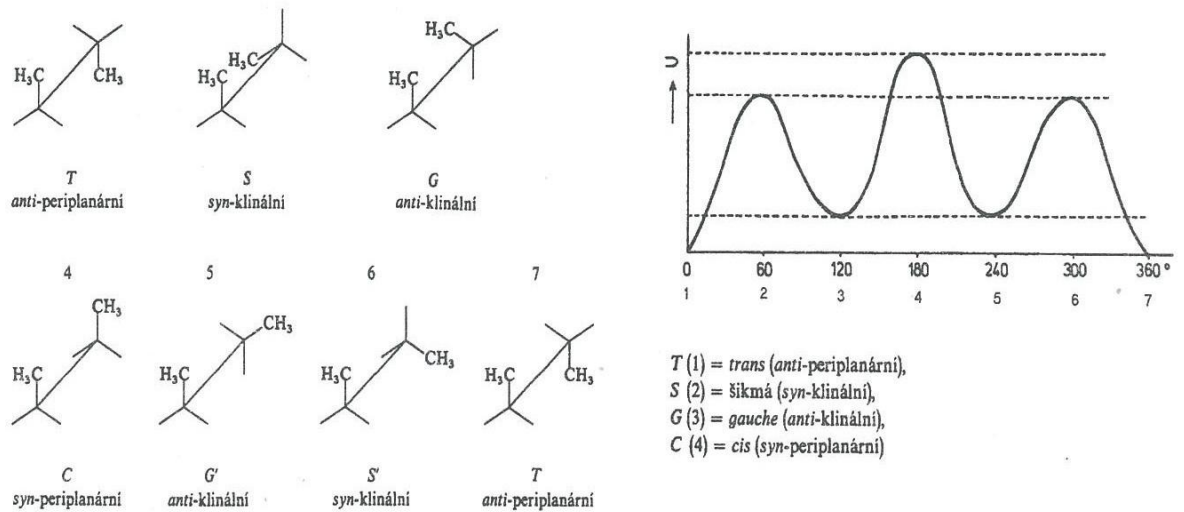 H₃C
CH₃
H₃C
H₃C
H₃C
H₃C
T
anti-periplanární
S
syn-klinální
G
anti-klinální
4
5
6
7
CH₃
H₃C
CH₃
H₃C
H₃C
CH₃
H₃C
CH₃
C
syn-periplanární
G'
anti-klinální
S'
syn-klinální
T
anti-periplanární
U
0 60 120 180 240 300 360°
1 2 3 4 5 6 7
T (1) = trans (anti-periplanární),
S (2) = šikmá (syn-klinální),
G (3) = gauche (anti-klinální),
C (4) = cis (syn-periplanární)